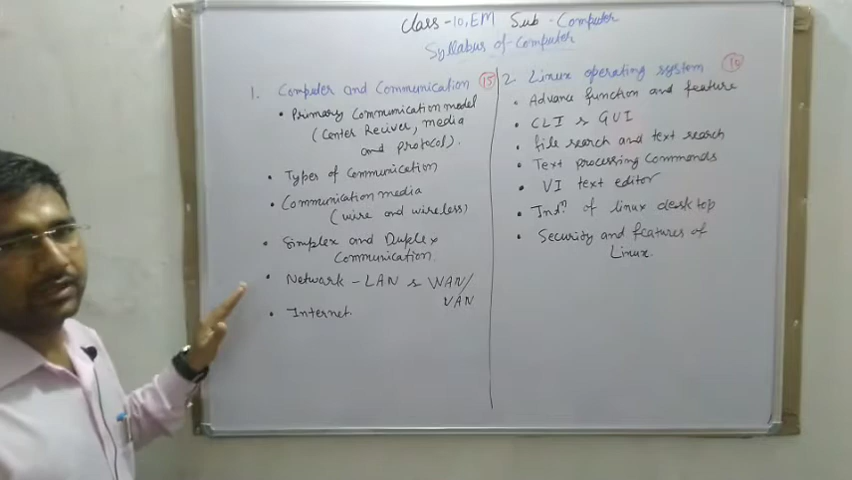 Class-10, EM Sub-Computer
Syllabus of-Computer
1. Computer and Communication 15
• Primary Communication model
(Center Reciver, media
and protocol).
• Types of Communication
• Communication media
(wire and wireless)
• Simplex and Duplex
Communication.
• Network - LAN & WAN/
VAN
• Internet.
2. Linux operating system 10
• Advance function and feature
• CLI & GUI
• file search and text search
• Text processing Commands
• VI text editor
• Indⁿ of linux desktop
• Security and features of
Linux.